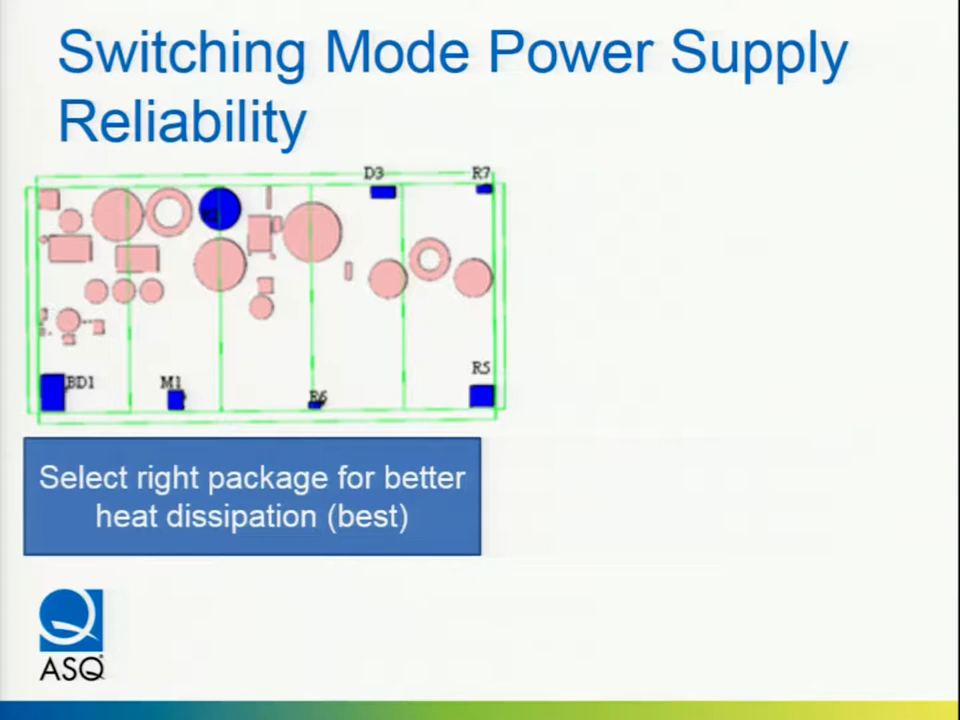 Switching Mode Power Supply
Reliability
D3
R7
R5
BD1
M1
R6
Select right package for better
heat dissipation (best)
ASQ